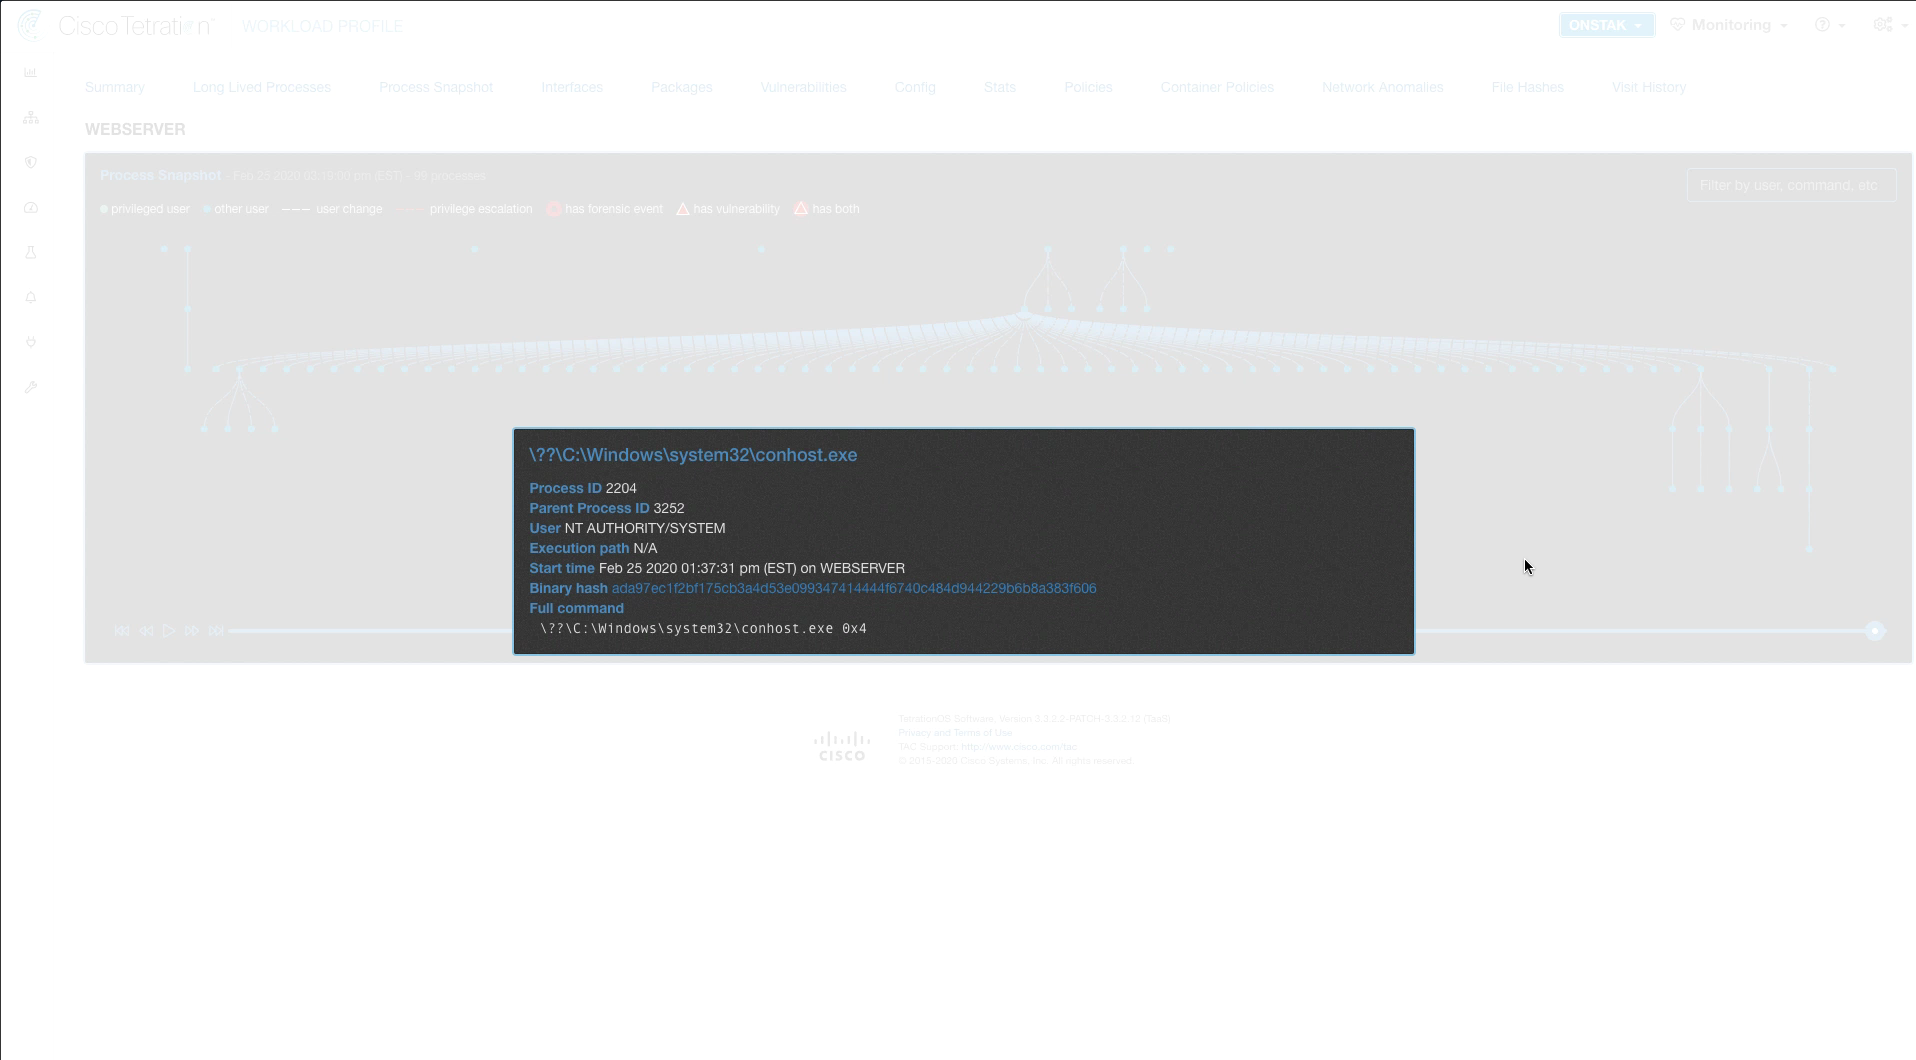 Cisco Tetration™ WORKLOAD PROFILE ONSTAK Monitoring
Summary Long Lived Processes Process Snapshot Interfaces Packages Vulnerabilities Config Stats Policies Container Policies Network Anomalies File Hashes Visit History
WEBSERVER
Process Snapshot - Feb 25 2020 03:19:00 pm (EST) - 99 processes
Filter by user, command, etc
privileged user other user user change privilege escalation has forensic event has vulnerability has both
\??\C:\Windows\system32\conhost.exe
Process ID 2204
Parent Process ID 3252
User NT AUTHORITY/SYSTEM
Execution path N/A
Start time Feb 25 2020 01:37:31 pm (EST) on WEBSERVER
Binary hash ada97ec1f2bf175cb3a4d53e099347414444f6740c484d944229b6b8a383f606
Full command
\??\C:\Windows\system32\conhost.exe 0x4
CISCO
TetrationOS Software, Version 3.3.2.2-PATCH-3.3.2.12 (TaaS)
Privacy and Terms of Use
TAC Support: http://www.cisco.com/tac
© 2015-2020 Cisco Systems, Inc. All rights reserved.